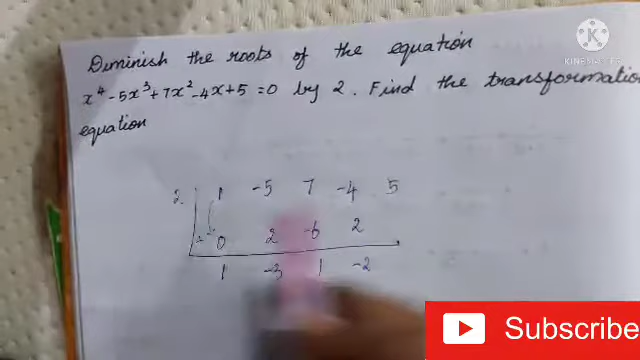 Diminish the roots of the equation
x⁴-5x³+7x²-4x+5=0 by 2. Find the transformation
equation
2 1 -5 7 -4 5
0 2 -6 2
1 -3 1 -2
KINEMASTER
Subscribe